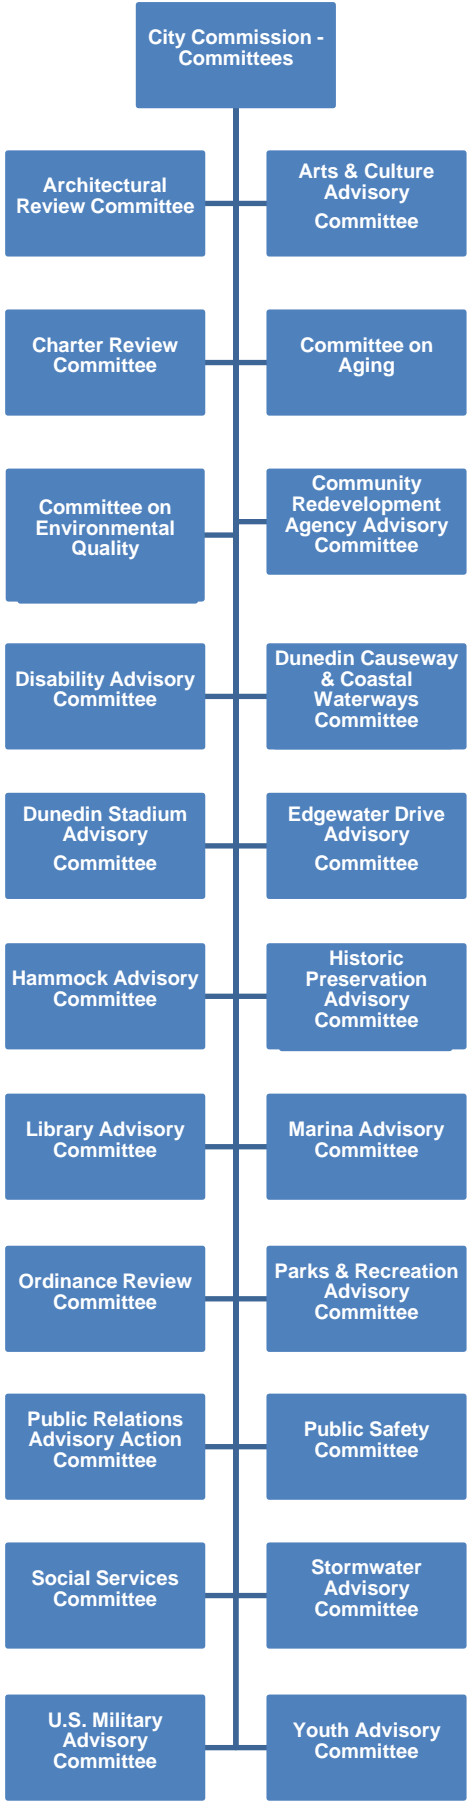 City Commission -
Committees
Architectural
Review Committee
Arts & Culture
Advisory
Committee
Charter Review
Committee
Committee on
Aging
Committee on
Environmental
Quality
Community
Redevelopment
Agency Advisory
Committee
Disability Advisory
Committee
Dunedin Causeway
& Coastal
Waterways
Committee
Dunedin Stadium
Advisory
Committee
Edgewater Drive
Advisory
Committee
Hammock Advisory
Committee
Historic
Preservation
Advisory
Committee
Library Advisory
Committee
Marina Advisory
Committee
Ordinance Review
Committee
Parks & Recreation
Advisory
Committee
Public Relations
Advisory Action
Committee
Public Safety
Committee
Social Services
Committee
Stormwater
Advisory
Committee
U.S. Military
Advisory
Committee
Youth Advisory
Committee